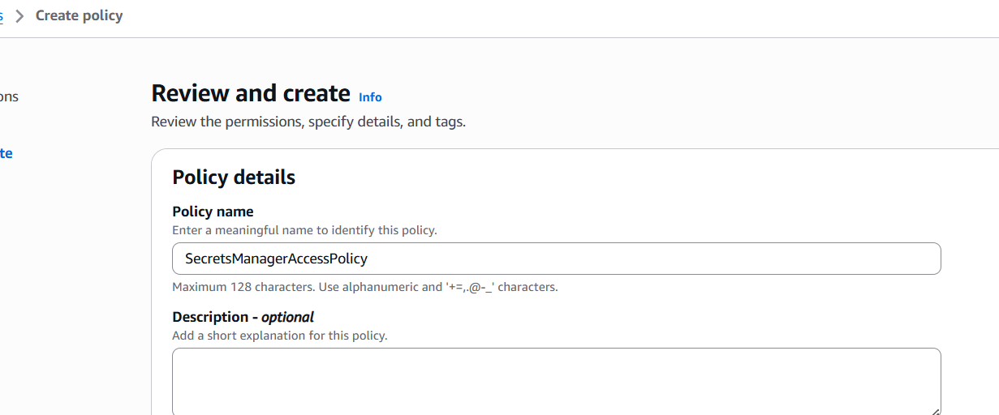 Create policy
Review and create Info
Review the permissions, specify details, and tags.
Policy details
Policy name
Enter a meaningful name to identify this policy.
SecretsManagerAccessPolicy
Maximum 128 characters. Use alphanumeric and '+=,.@-_' characters.
Description - optional
Add a short explanation for this policy.